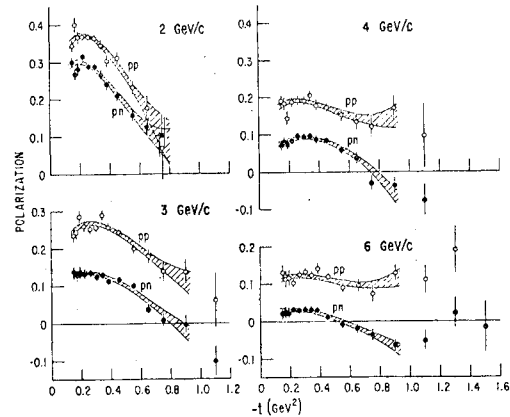 POLARIZATION
2 GeV/c
0.4
0.3
0.2
0.1
0
pp
pn
4 GeV/c
0.4
0.3
0.2
0.1
0
-0.1
pp
pn
3 GeV/c
0.3
0.2
0.1
0
-0.1
pp
pn
0 0.2 0.4 0.6 0.8 1.0 1.2
6 GeV/c
0.2
0.1
0
-0.1
pp
pn
0 0.2 0.4 0.6 0.8 1.0 1.2 1.4 1.6
-t (GeV²)